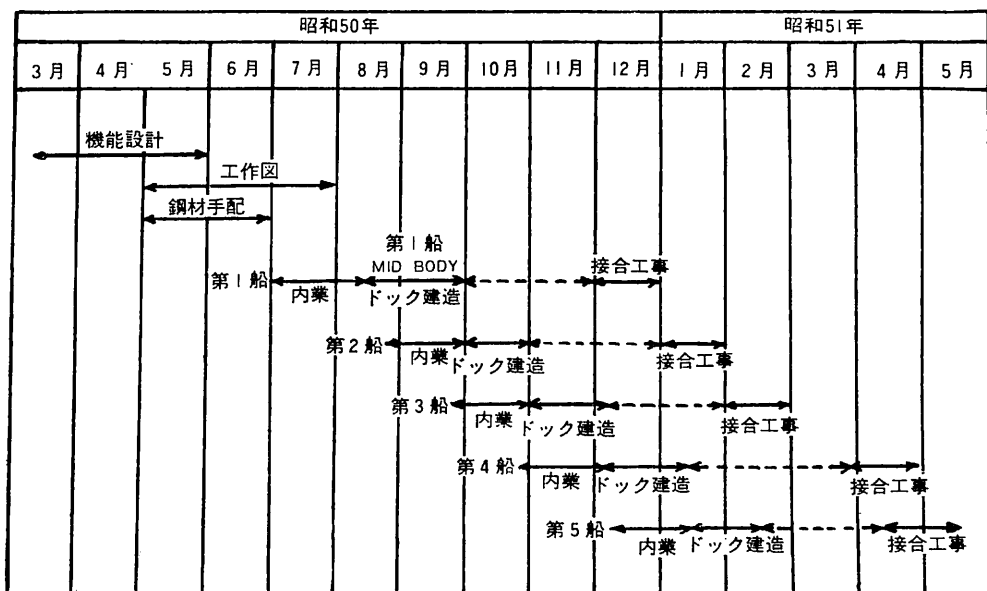 昭和50年 昭和51年
3月 4月 5月 6月 7月 8月 9月 10月 11月 12月 1月 2月 3月 4月 5月
機能設計
工作図
鋼材手配
第1船
MID BODY
第1船 内業 ドック建造 接合工事
第2船 内業 ドック建造 接合工事
第3船 内業 ドック建造 接合工事
第4船 内業 ドック建造 接合工事
第5船 内業 ドック建造 接合工事